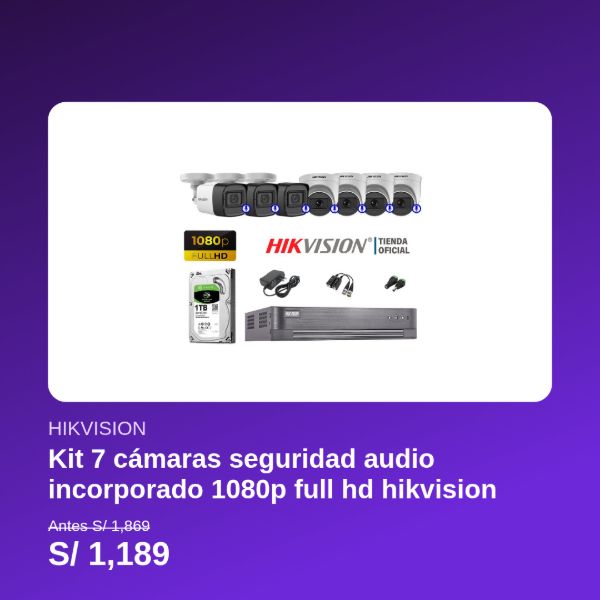 1080p
FULLHD
HIKVISION® TIENDA OFICIAL
1TB
HIKVISION
Kit 7 cámaras seguridad audio
incorporado 1080p full hd hikvision
Antes S/ 1,869
S/ 1,189